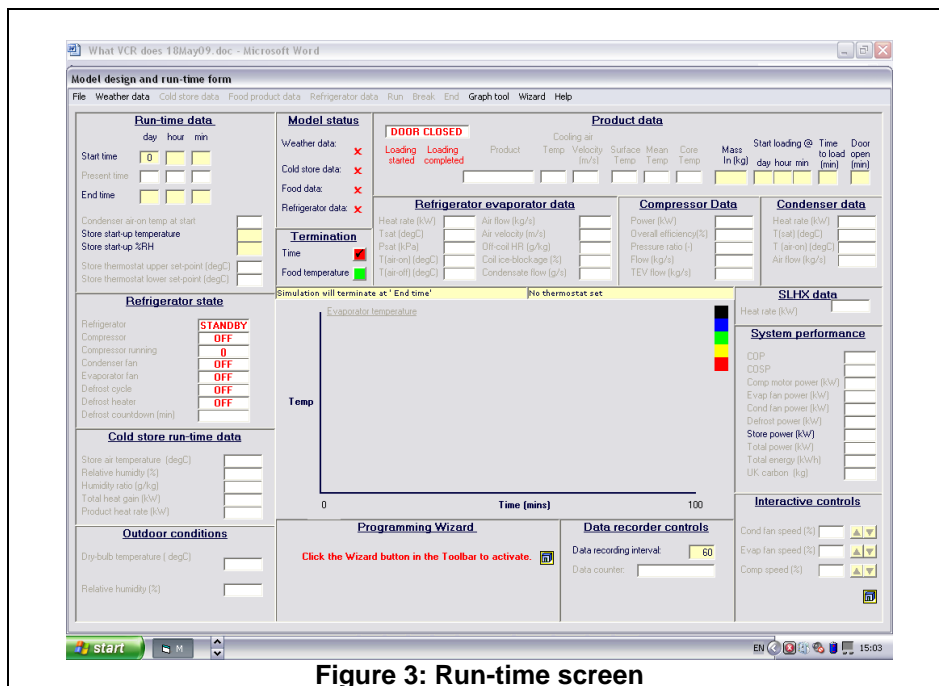 What VCR does 18May09.doc - Microsoft Word
Model design and run-time form
File Weather data Cold store data Food product data Refrigerator data Run Break End Graph tool Wizard Help
Run-time data
day hour min
Start time 0
Present time
End time
Condenser air-on temp at start
Store start-up temperature
Store start-up %RH
Store thermostat upper set-point (degC)
Store thermostat lower set-point (degC)
Model status
Weather data: x
Cold store data: x
Food data: x
Refrigerator data: x
Termination
Time
Food temperature
Product data
DOOR CLOSED
Loading started
Loading completed
Product
Cooling air
Temp Velocity (m/s)
Surface Temp
Mean Temp
Core Temp
Mass In (kg)
Start loading @
day hour min
Time to load (min)
Door open (min)
Refrigerator evaporator data
Heat rate (kW) Air flow (kg/s)
Tsat (degC) Air velocity (m/s)
Psat (kPa) Off-coil HR (g/kg)
T(air-on) (degC) Coil ice-blockage (%)
T(air-off) (degC) Condensate flow (g/s)
Compressor Data
Power (kW)
Overall efficiency(%)
Pressure ratio (-)
Flow (kg/s)
TEV flow (kg/s)
Condenser data
Heat rate (kW)
T(sat) (degC)
T (air-on) (degC)
Air flow (kg/s)
Simulation will terminate at ' End time' No thermostat set
Refrigerator state
Refrigerator STANDBY
Compressor OFF
Compressor running 0
Condenser fan OFF
Evaporator fan OFF
Defrost cycle OFF
Defrost heater OFF
Defrost countdown (min)
Cold store run-time data
Store air temperature (degC)
Relative humidty (%)
Humidity ratio (g/kg)
Total heat gain (kW)
Product heat rate (kW)
Outdoor conditions
Dry-bulb temperature ( degC)
Relative humidity (%)
Evaporator temperature
Temp
0 Time (mins) 100
Programming Wizard
Click the Wizard button in the Toolbar to activate.
Data recorder controls
Data recording interval: 60
Data counter:
SLHX data
Heat rate (kW)
System performance
COP
COSP
Comp motor power (kW)
Evap fan power (kW)
Cond fan power (kW)
Defrost power (kW)
Store power (kW)
Total power (kW)
Total energy (kWh)
UK carbon (kg)
Interactive controls
Cond fan speed (%)
Evap fan speed (%)
Comp speed (%)
start M EN 15:03
Figure 3: Run-time screen